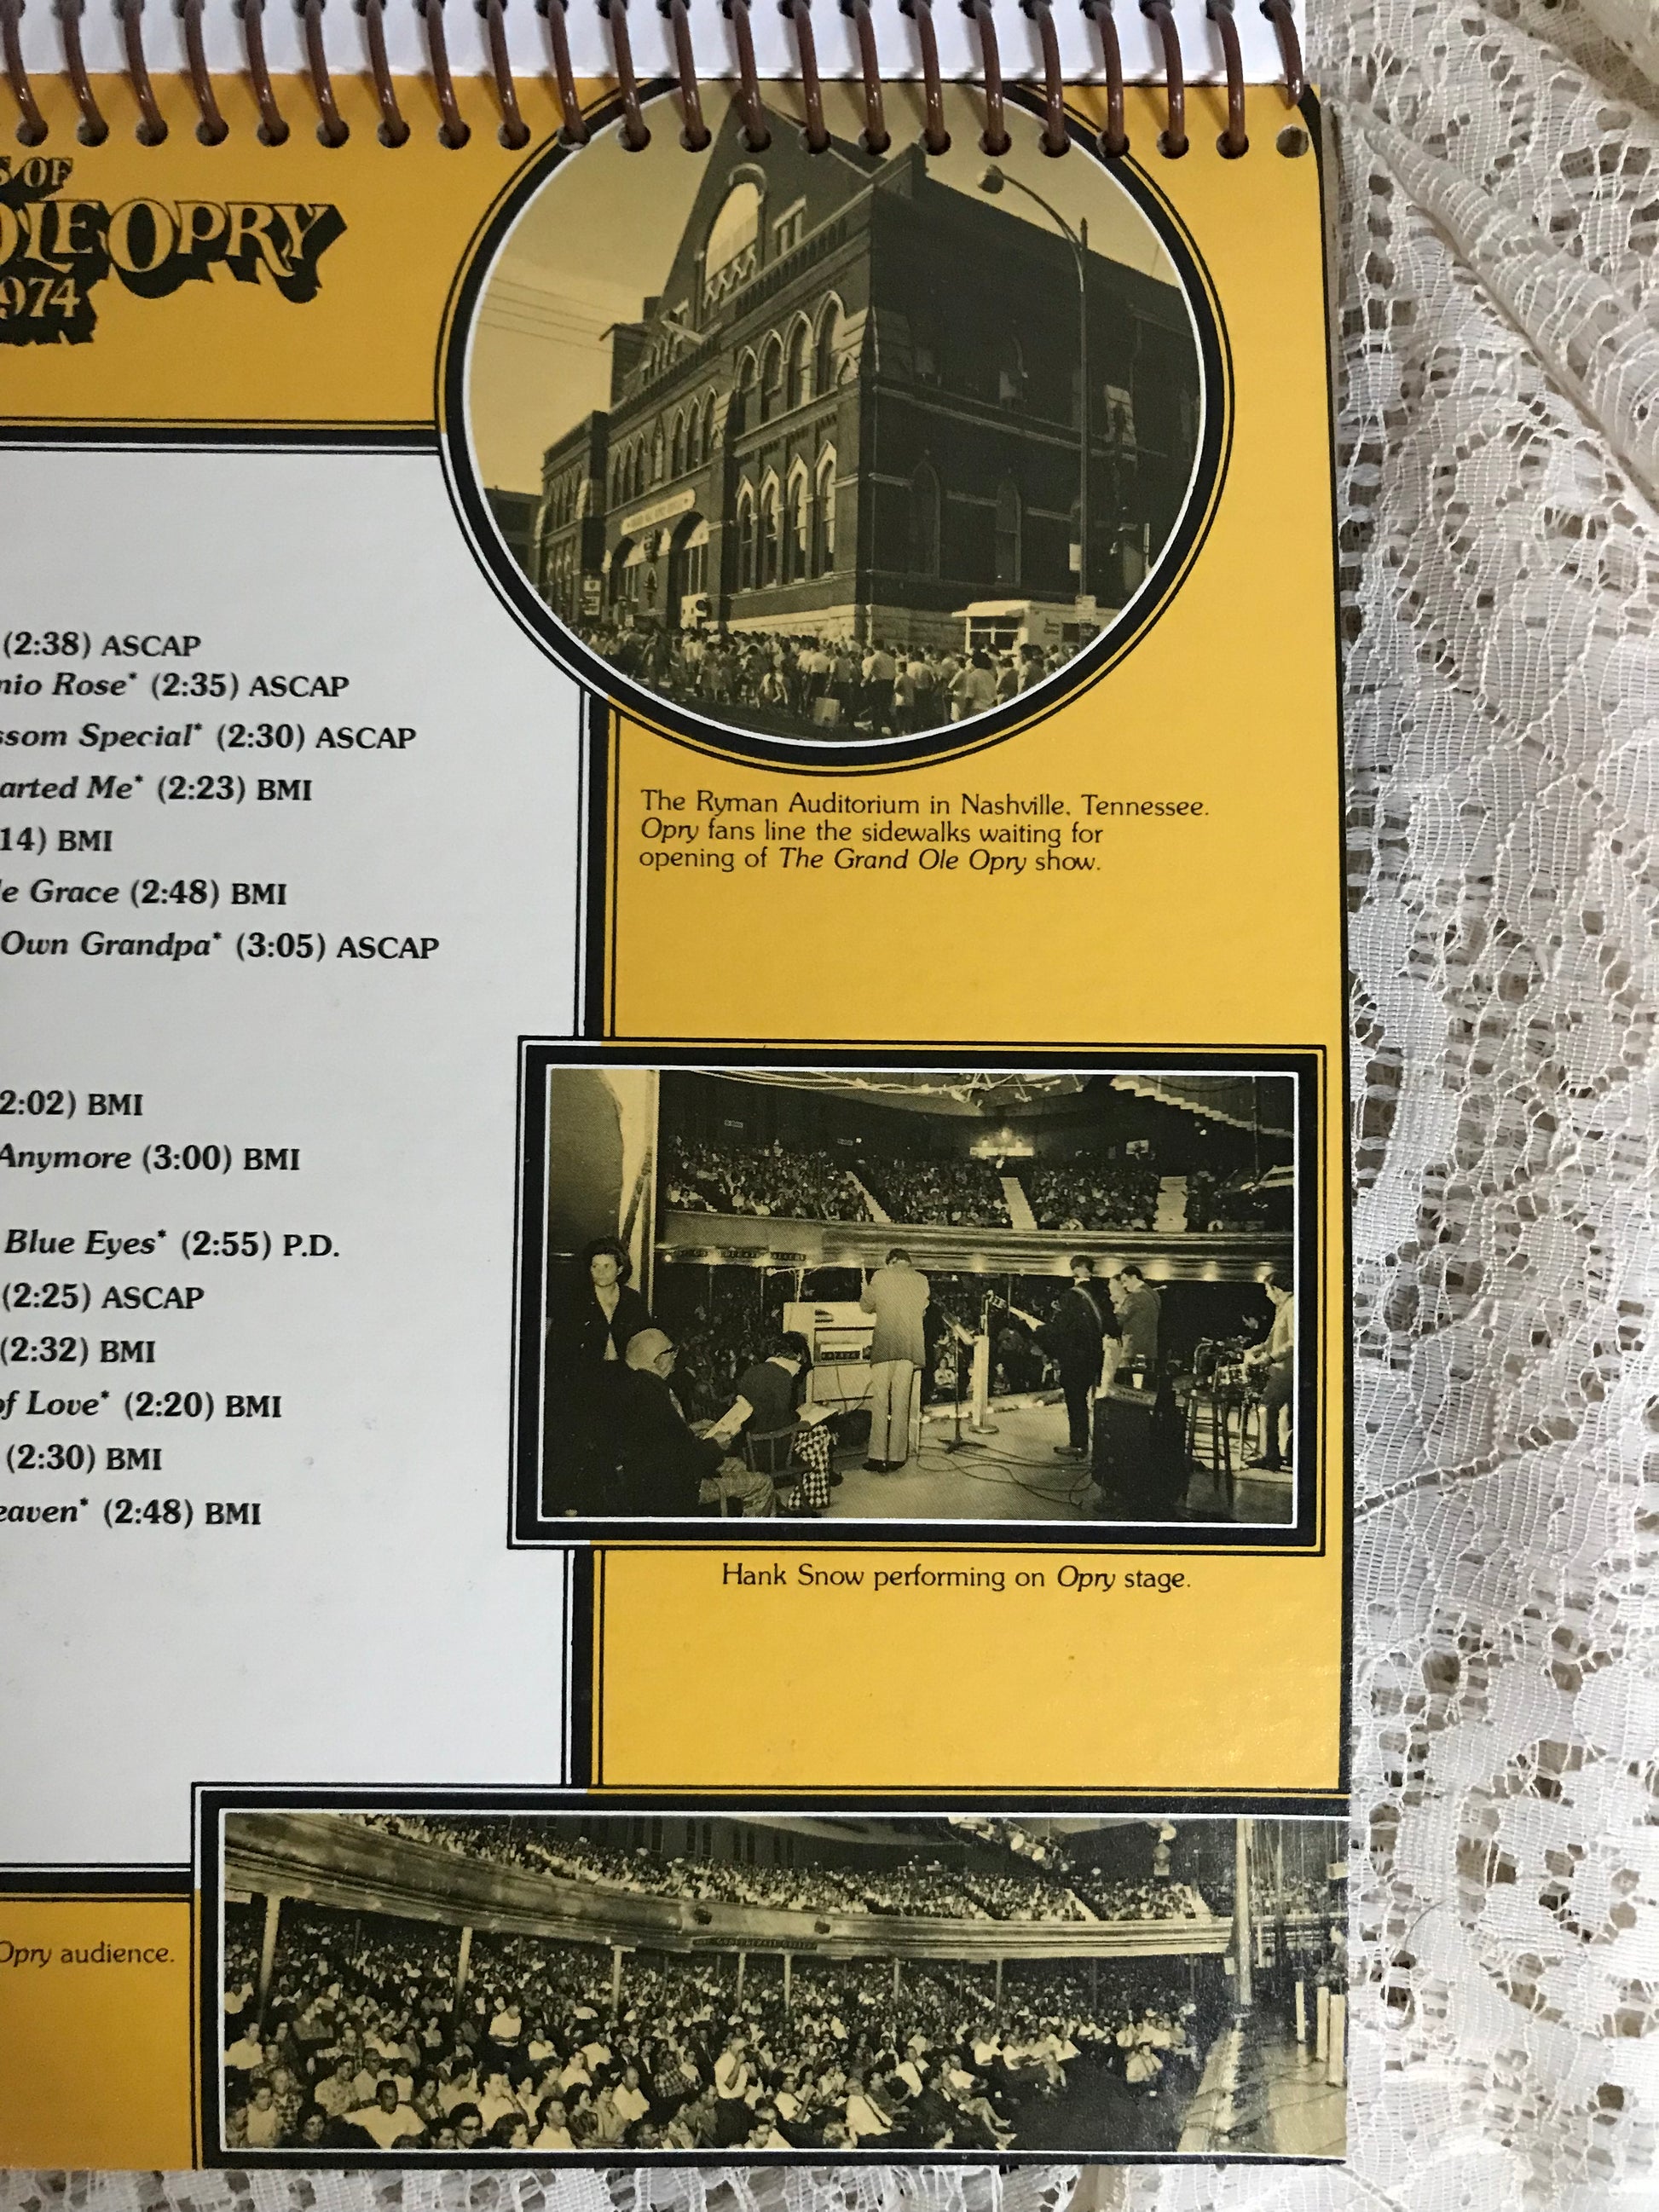 S OF
OLE OPRY
974
(2:38) ASCAP
nio Rose* (2:35) ASCAP
ssom Special* (2:30) ASCAP
arted Me* (2:23) BMI
14) BMI
le Grace (2:48) BMI
Own Grandpa* (3:05) ASCAP
2:02) BMI
Anymore (3:00) BMI
Blue Eyes* (2:55) P.D.
(2:25) ASCAP
(2:32) BMI
of Love* (2:20) BMI
(2:30) BMI
eaven* (2:48) BMI
The Ryman Auditorium in Nashville, Tennessee.
Opry fans line the sidewalks waiting for
opening of The Grand Ole Opry show.
Hank Snow performing on Opry stage.
Opry audience.